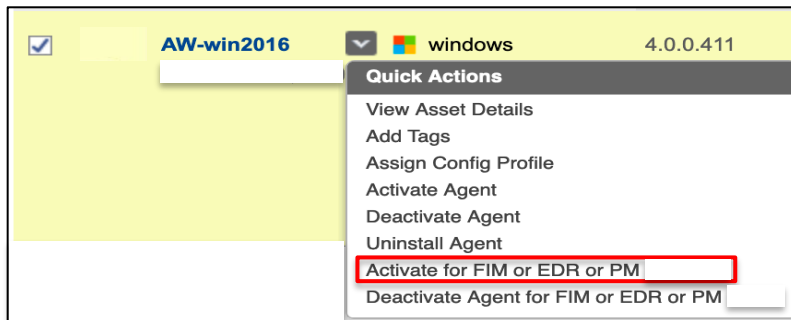 AW-win2016 windows 4.0.0.411
Quick Actions
View Asset Details
Add Tags
Assign Config Profile
Activate Agent
Deactivate Agent
Uninstall Agent
Activate for FIM or EDR or PM
Deactivate Agent for FIM or EDR or PM